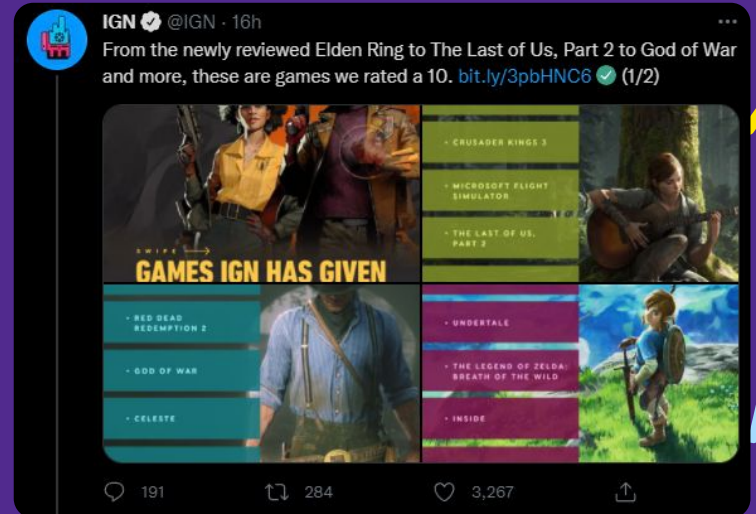 IGN @IGN · 16h
From the newly reviewed Elden Ring to The Last of Us, Part 2 to God of War
and more, these are games we rated a 10. bit.ly/3pbHNC6 (1/2)
SWIPE
GAMES IGN HAS GIVEN
• CRUSADER KINGS 3
• MICROSOFT FLIGHT
SIMULATOR
• THE LAST OF US,
PART 2
• RED DEAD
REDEMPTION 2
• GOD OF WAR
• CELESTE
• UNDERTALE
• THE LEGEND OF ZELDA:
BREATH OF THE WILD
• INSIDE
191 284 3,267